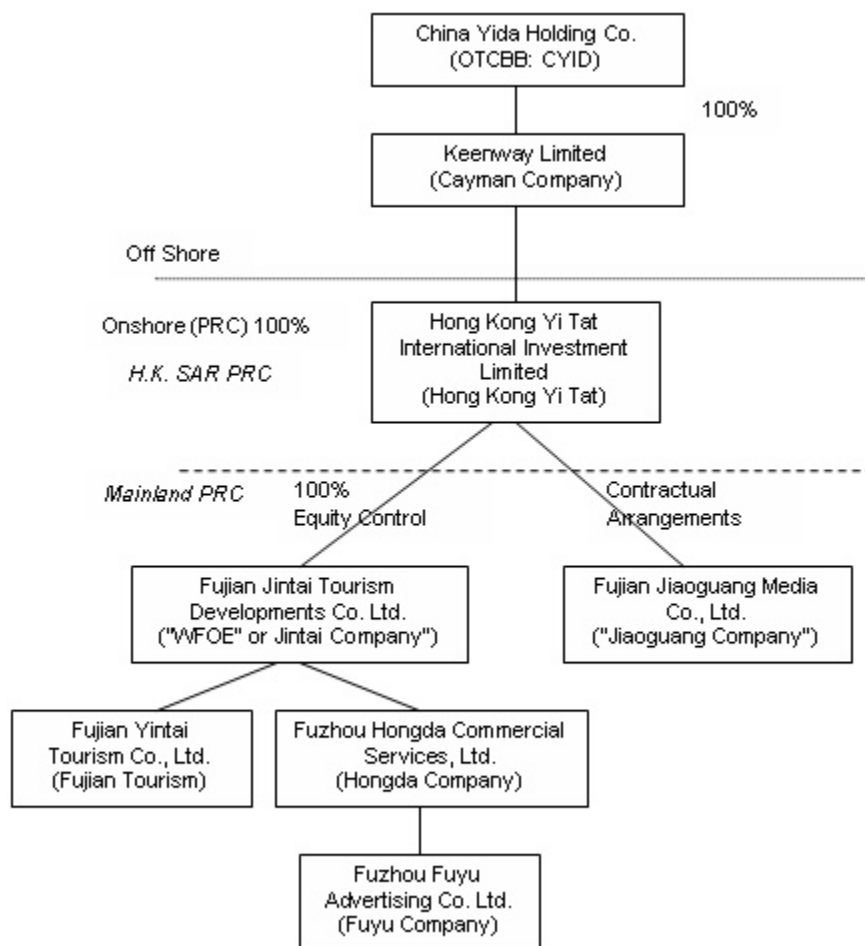 China Yida Holding Co.
(OTCBB: CYID)
100%
Keenway Limited
(Cayman Company)
Off Shore
Onshore (PRC) 100%
H.K. SAR PRC
Hong Kong Yi Tat
International Investment
Limited
(Hong Kong Yi Tat)
Mainland PRC
100%
Equity Control
Contractual
Arrangements
Fujian Jintai Tourism
Developments Co. Ltd.
("WFOE" or Jintai Company")
Fujian Jiaoguang Media
Co., Ltd.
("Jiaoguang Company")
Fujian Yintai
Tourism Co., Ltd.
(Fujian Tourism)
Fuzhou Hongda Commercial
Services, Ltd.
(Hongda Company)
Fuzhou Fuyu
Advertising Co. Ltd.
(Fuyu Company)